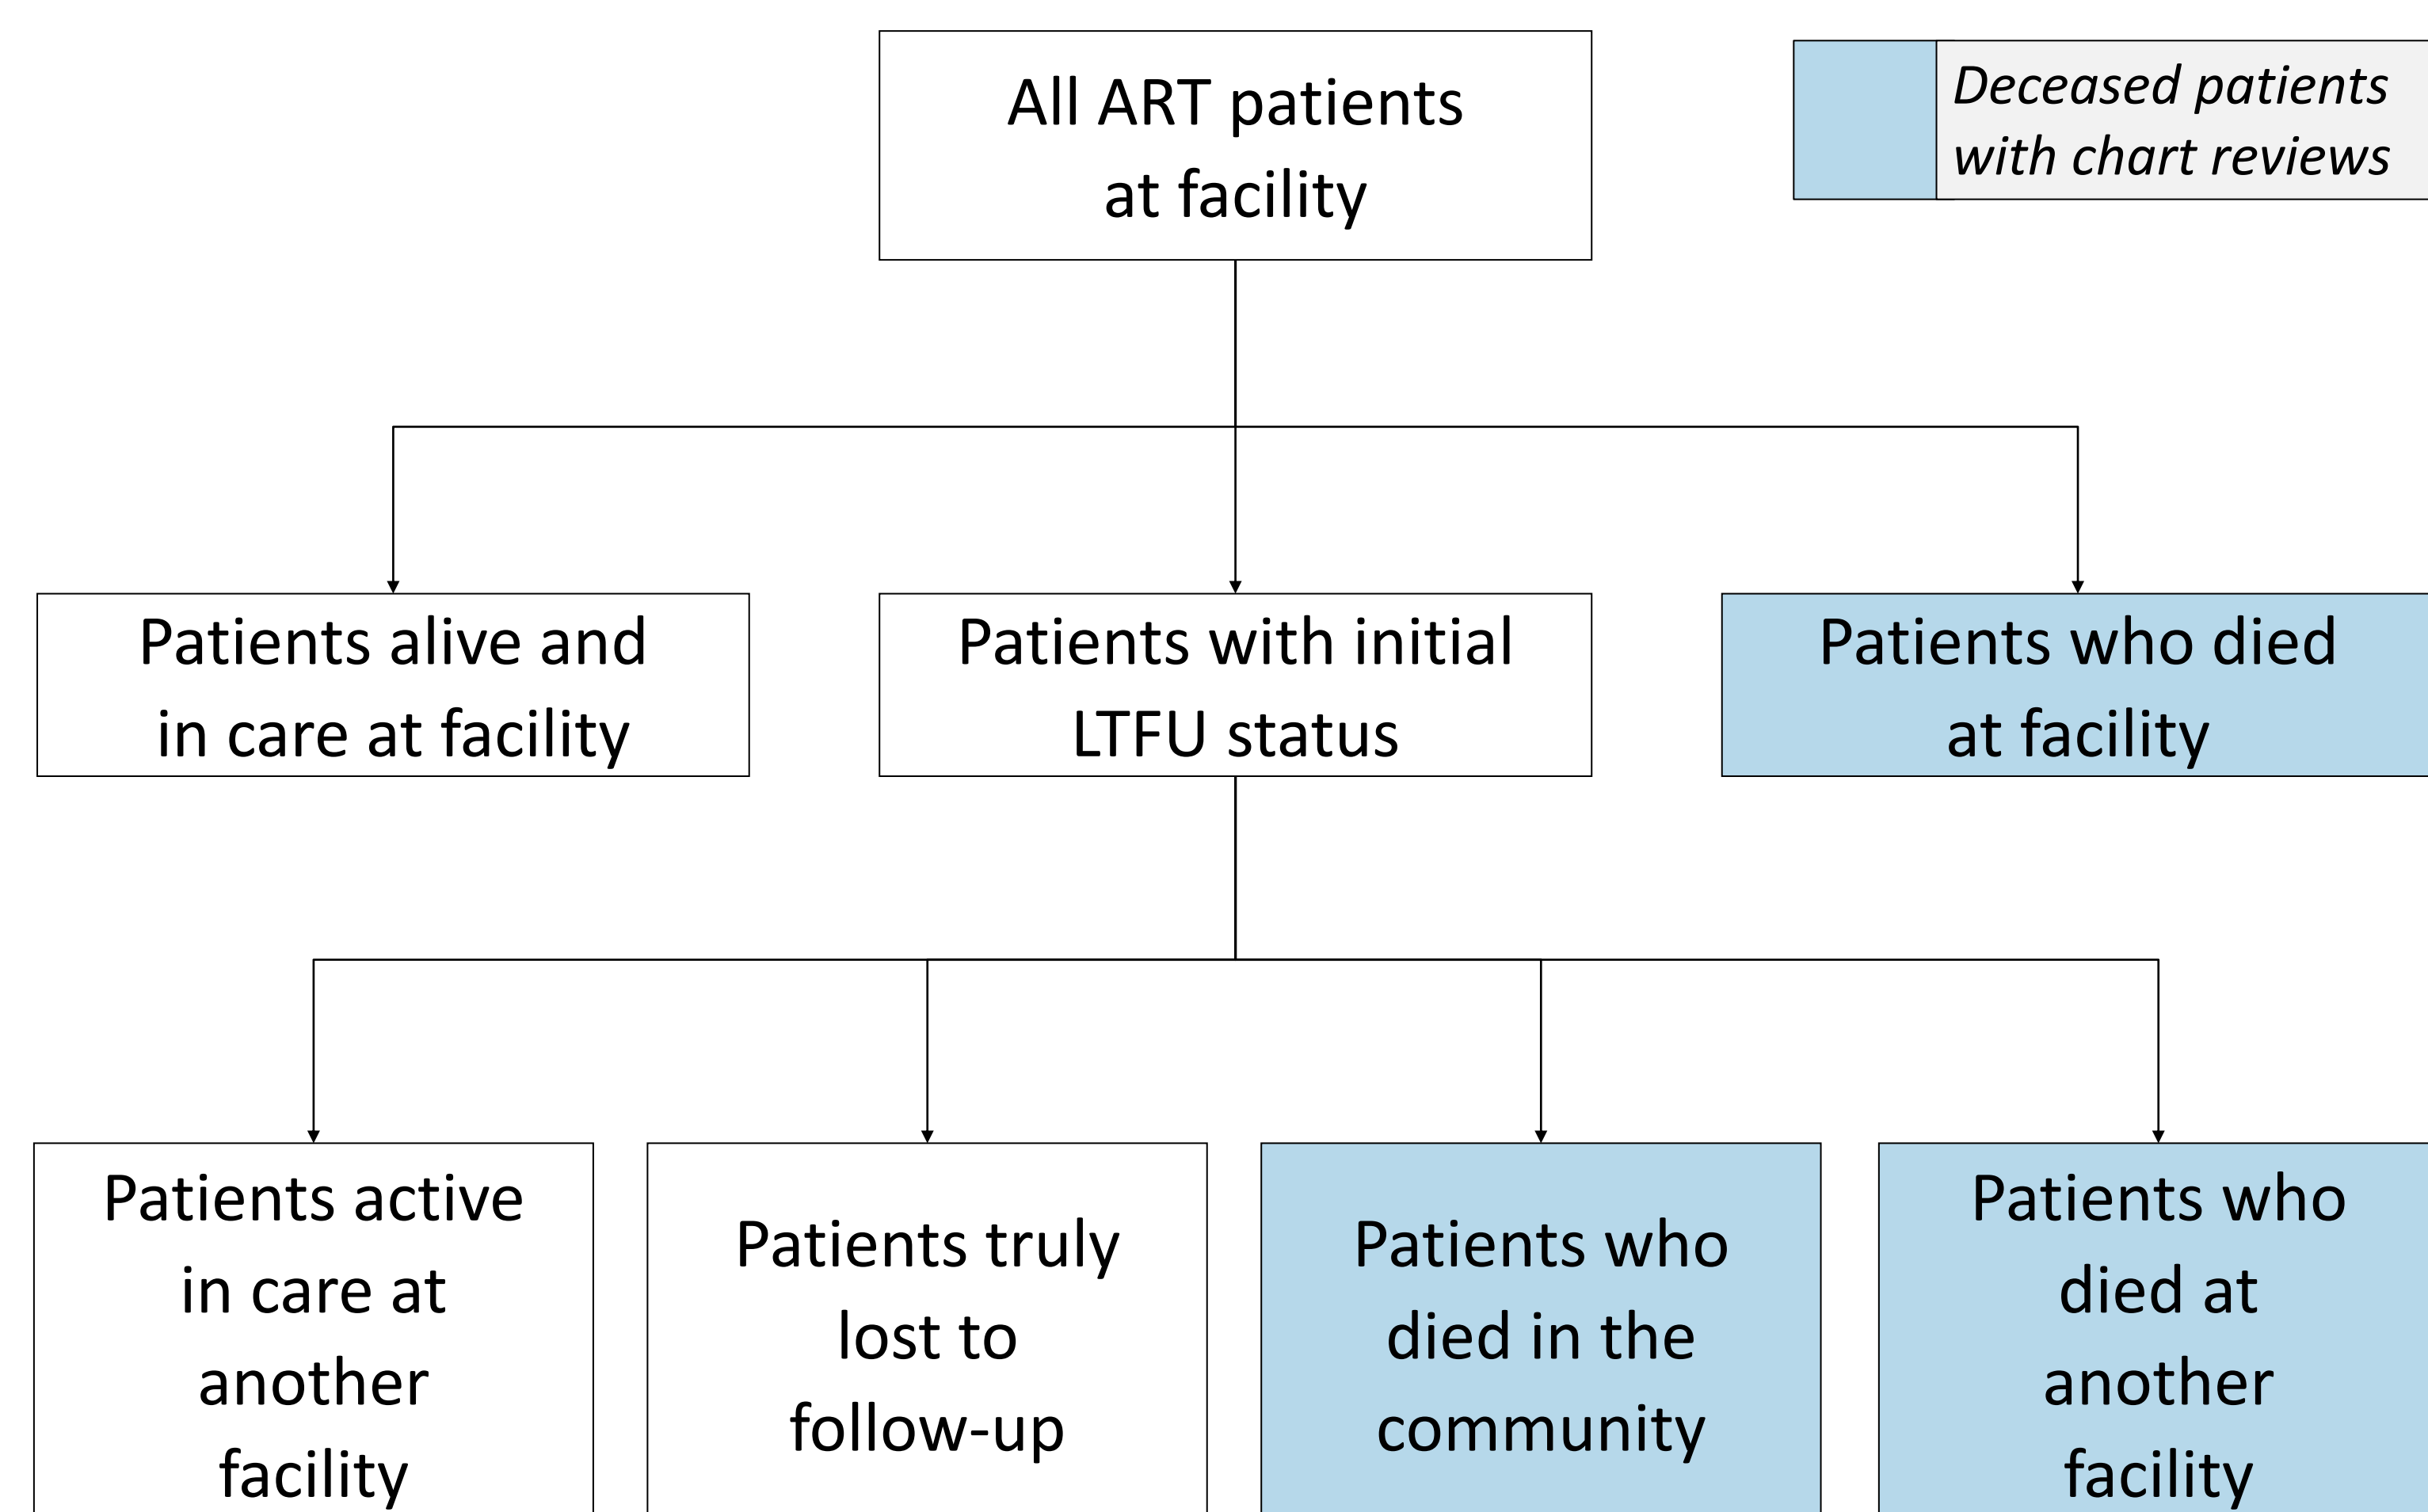 All ART patients
at facility
Deceased patients
with chart reviews
Patients alive and
in care at facility
Patients with initial
LTFU status
Patients who died
at facility
Patients active
in care at
another
facility
Patients truly
lost to
follow-up
Patients who
died in the
community
Patients who
died at
another
facility